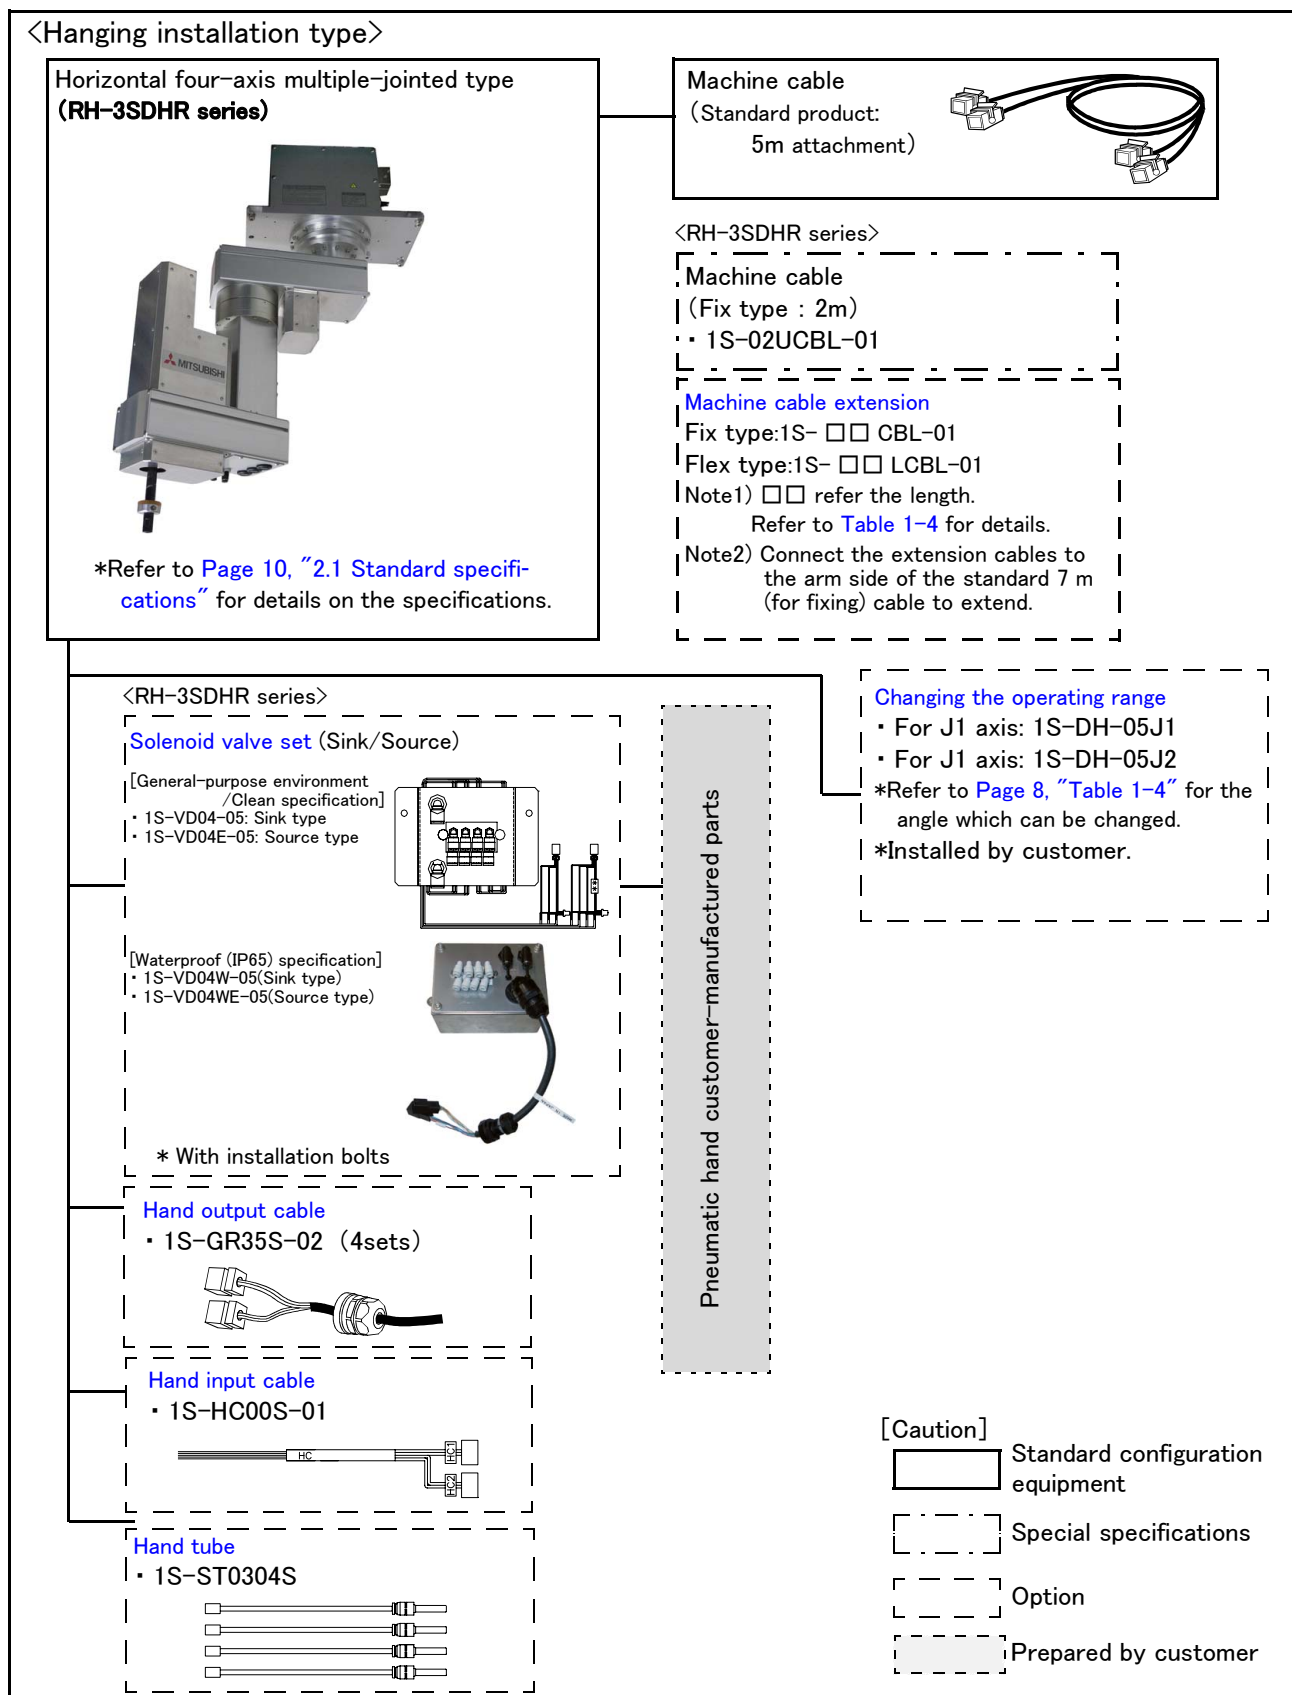 <Hanging installation type>
Horizontal four-axis multiple-jointed type
(RH-3SDHR series)
MITSUBISHI
*Refer to Page 10, "2.1 Standard specifi-
cations" for details on the specifications.
Machine cable
(Standard product:
5m attachment)
<RH-3SDHR series>
Machine cable
(Fix type : 2m)
・1S-02UCBL-01
Machine cable extension
Fix type:1S- □□ CBL-01
Flex type:1S- □□ LCBL-01
Note1) □□ refer the length.
Refer to Table 1-4 for details.
Note2) Connect the extension cables to
the arm side of the standard 7 m
(for fixing) cable to extend.
Changing the operating range
・For J1 axis: 1S-DH-05J1
・For J1 axis: 1S-DH-05J2
*Refer to Page 8, "Table 1-4" for the
angle which can be changed.
*Installed by customer.
<RH-3SDHR series>
Solenoid valve set (Sink/Source)
[General-purpose environment
/Clean specification]
・1S-VD04-05: Sink type
・1S-VD04E-05: Source type
[Waterproof (IP65) specification]
・1S-VD04W-05(Sink type)
・1S-VD04WE-05(Source type)
* With installation bolts
Pneumatic hand customer-manufactured parts
Hand output cable
・1S-GR35S-02 (4sets)
Hand input cable
・1S-HC00S-01
HC
HC1
HC2
Hand tube
・1S-ST0304S
[Caution]
Standard configuration
equipment
Special specifications
Option
Prepared by customer